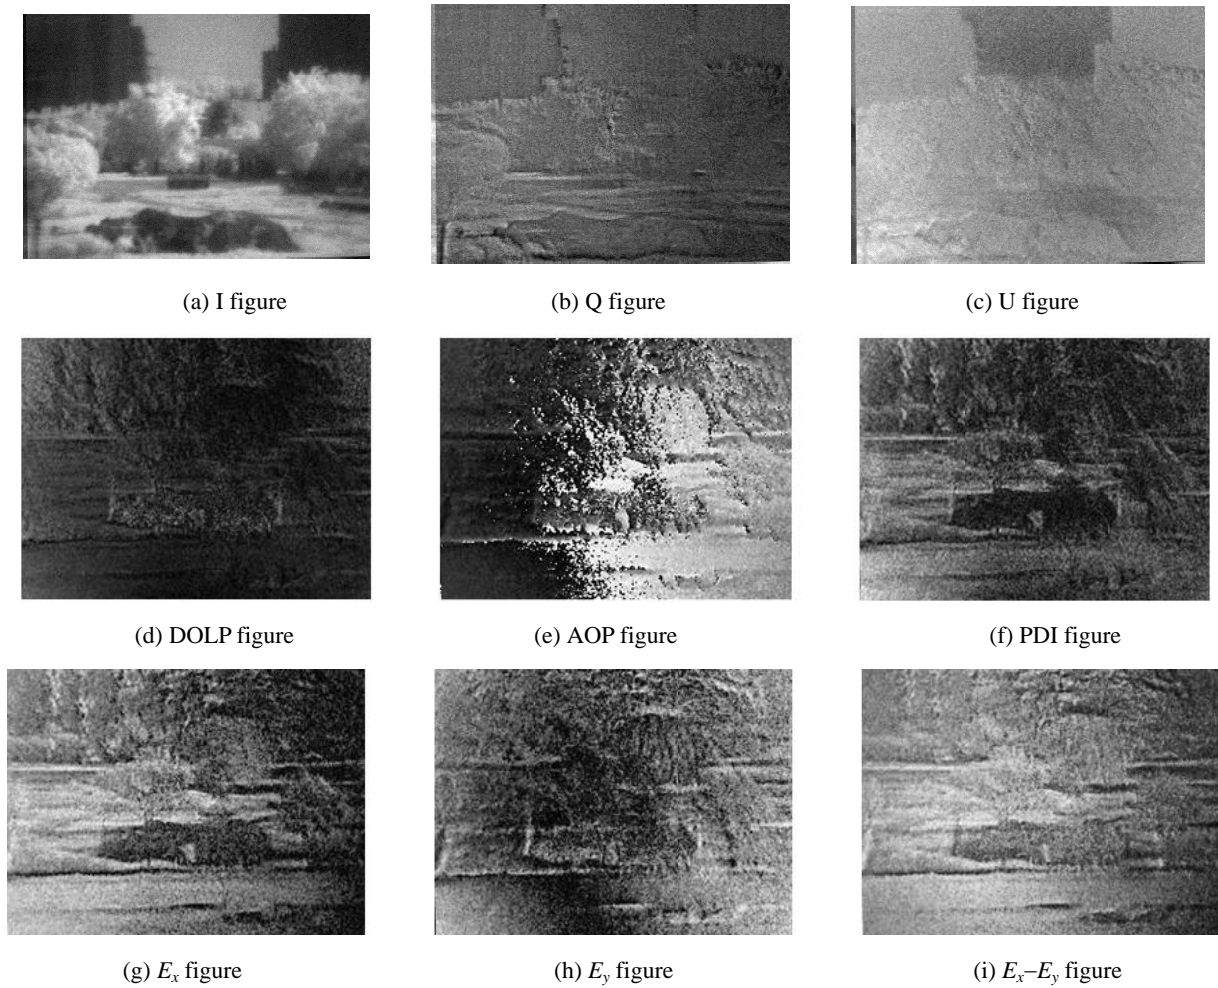 (a) I figure
(b) Q figure
(c) U figure
(d) DOLP figure
(e) AOP figure
(f) PDI figure
(g) Ex figure
(h) Ey figure
(i) Ex–Ey figure